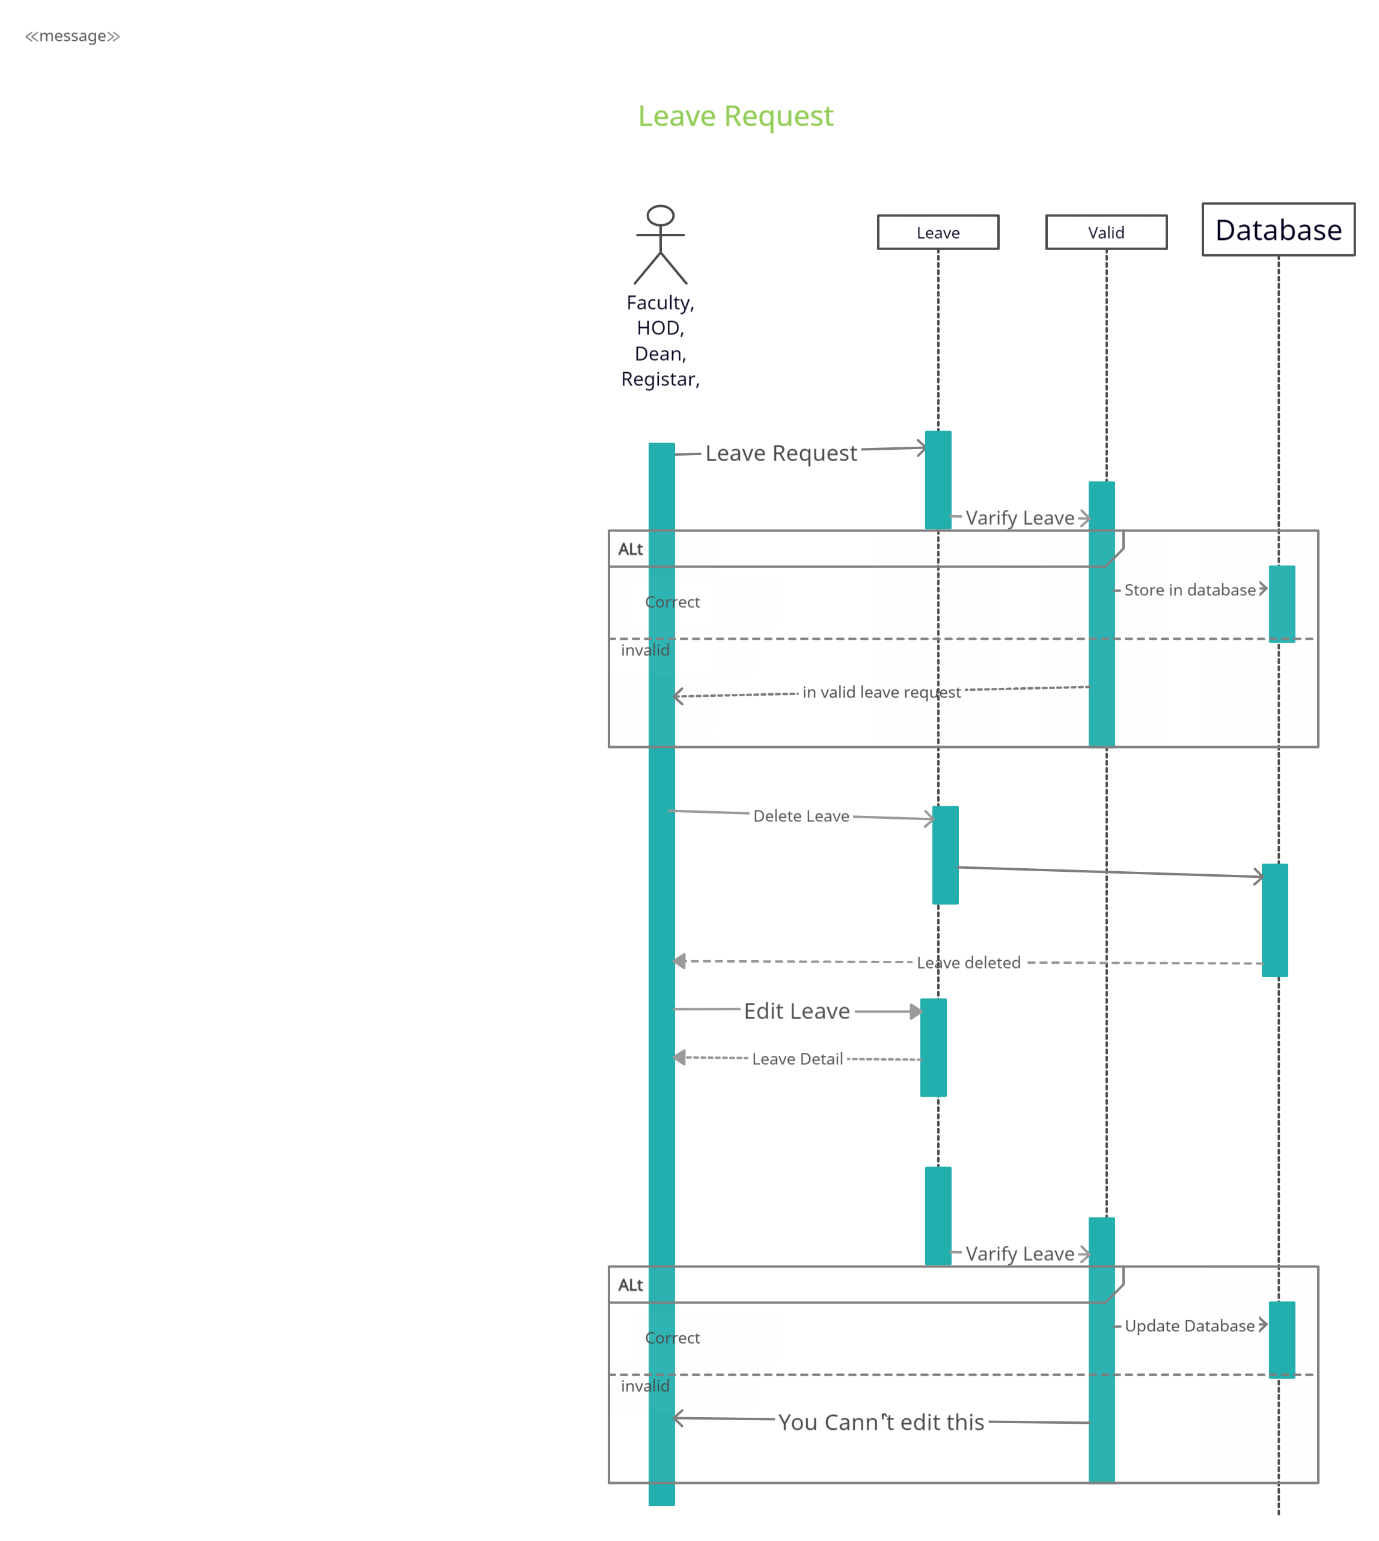 ≪message≫
Leave Request
Leave
Valid
Database
Faculty,
HOD,
Dean,
Registar,
Leave Request
Varify Leave
ALt
Store in database
Correct
invalid
in valid leave request
Delete Leave
Leave deleted
Edit Leave
Leave Detail
Varify Leave
ALt
Update Database
Correct
invalid
You Cann't edit this